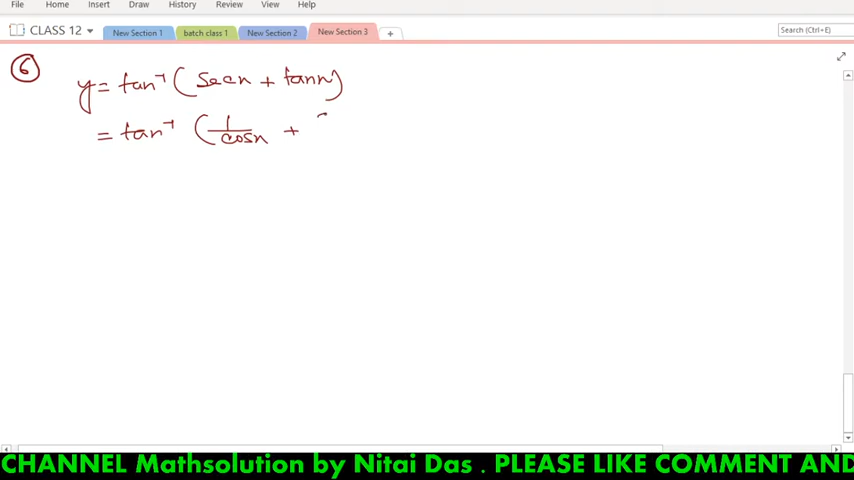 File Home Insert Draw History Review View Help
CLASS 12 New Section 1 batch class 1 New Section 2 New Section 3 + Search (Ctrl+E)
⑥ y = tan⁻¹ (secx + tanx)
= tan⁻¹ (1/cosx +
CHANNEL Mathsolution by Nitai Das . PLEASE LIKE COMMENT AND